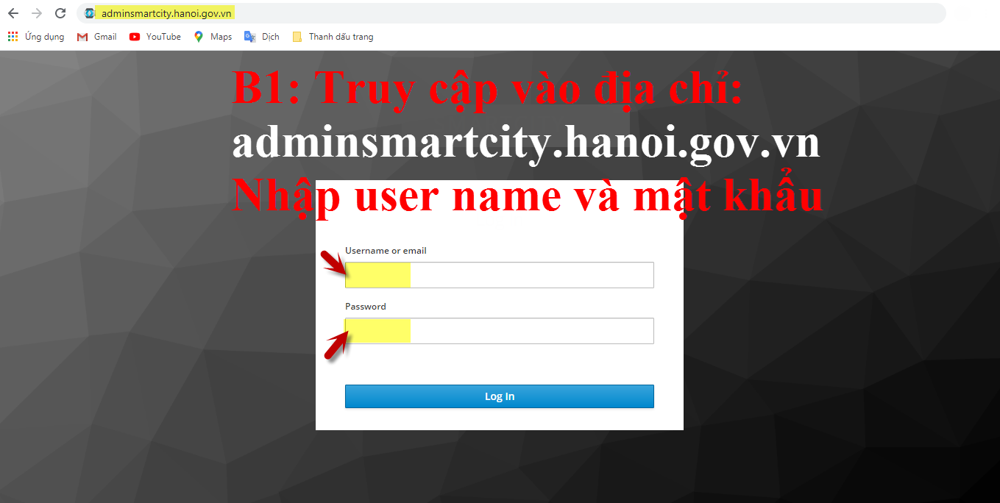 adminsmartcity.hanoi.gov.vn
Ứng dụng Gmail YouTube Maps Dịch Thanh dấu trang
B1: Truy cập vào địa chỉ:
adminsmartcity.hanoi.gov.vn
Nhập user name và mật khẩu
Username or email
Password
Log In